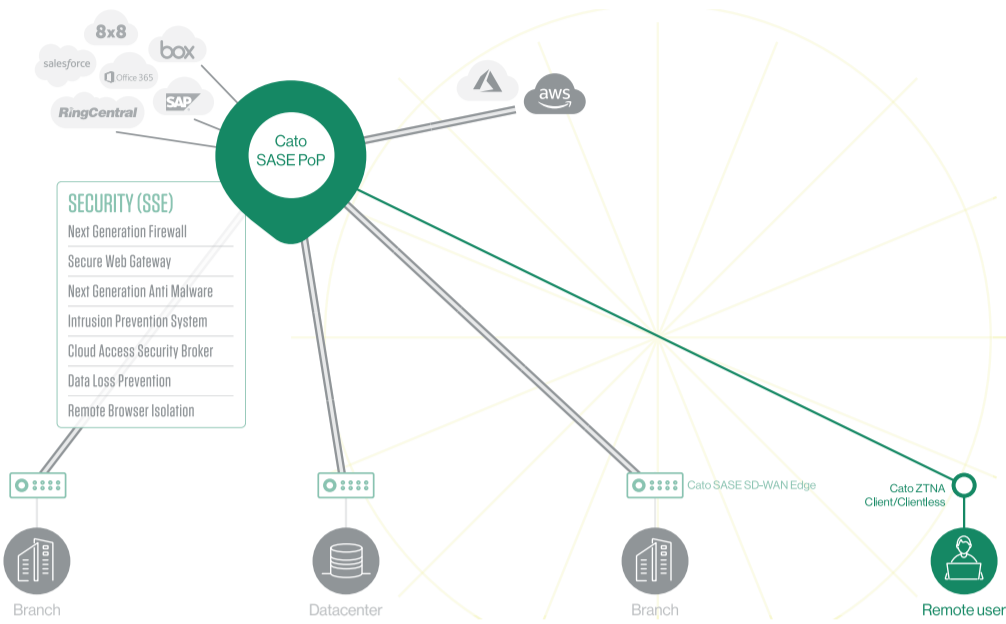 8x8
box
salesforce
Office 365
SAP
RingCentral
aws
Cato
SASE PoP
SECURITY (SSE)
Next Generation Firewall
Secure Web Gateway
Next Generation Anti Malware
Intrusion Prevention System
Cloud Access Security Broker
Data Loss Prevention
Remote Browser Isolation
Cato SASE SD-WAN Edge
Cato ZTNA
Client/Clientless
Branch
Datacenter
Branch
Remote user